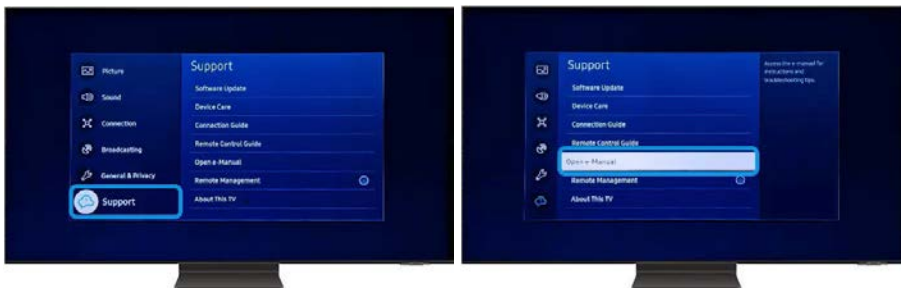 Picture
Sound
Connection
Broadcasting
General & Privacy
Support
Support
Software Update
Device Care
Connection Guide
Remote Control Guide
Open e-Manual
Remote Management
About This TV
Support
Software Update
Device Care
Connection Guide
Remote Control Guide
Open e-Manual
Remote Management
About This TV
Access the e-manual for
instructions and
troubleshooting tips.